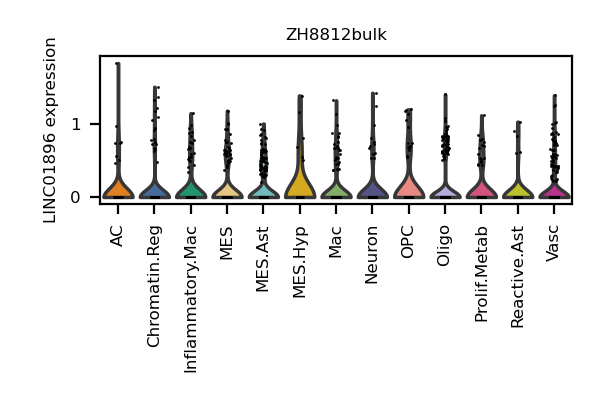 ZH8812bulk
LINC01896 expression
1
0
AC
Chromatin.Reg
Inflammatory.Mac
MES
MES.Ast
MES.Hyp
Mac
Neuron
OPC
Oligo
Prolif.Metab
Reactive.Ast
Vasc